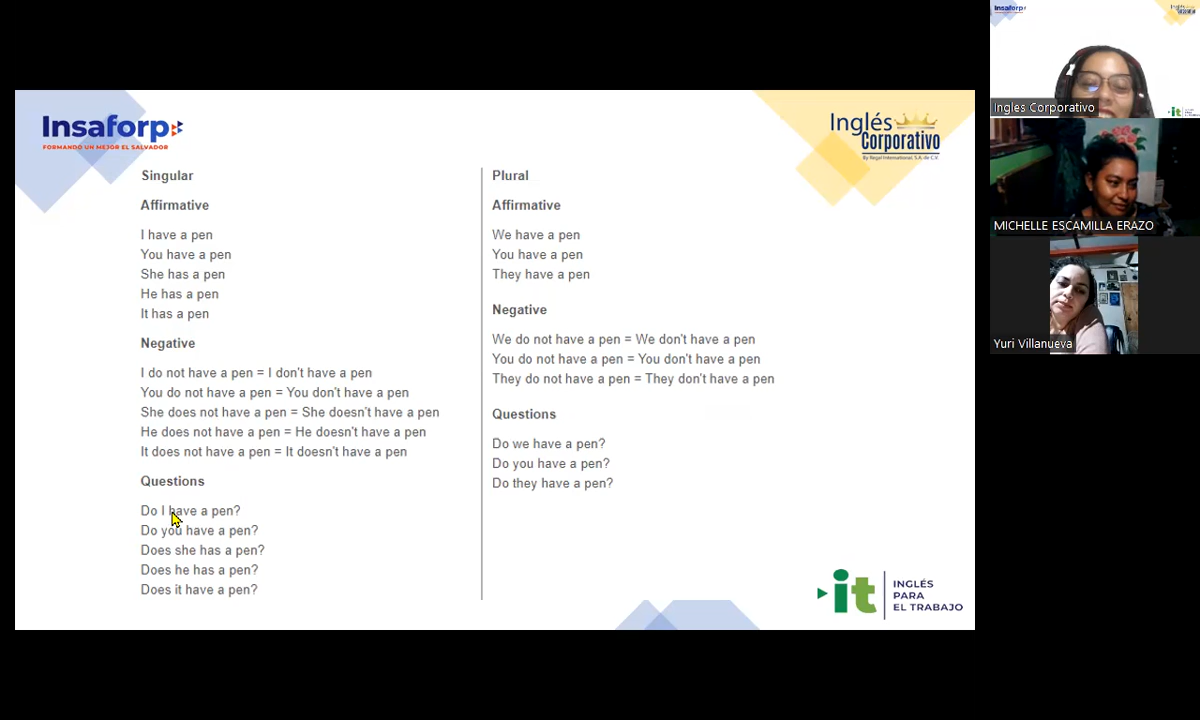 Insaforp
FORMANDO UN MEJOR EL SALVADOR
Inglés
Corporativo
By Regal International, S.A. de C.V.
Singular
Affirmative
I have a pen
You have a pen
She has a pen
He has a pen
It has a pen
Negative
I do not have a pen = I don't have a pen
You do not have a pen = You don't have a pen
She does not have a pen = She doesn't have a pen
He does not have a pen = He doesn't have a pen
It does not have a pen = It doesn't have a pen
Questions
Do I have a pen?
Do you have a pen?
Does she has a pen?
Does he has a pen?
Does it have a pen?
Plural
Affirmative
We have a pen
You have a pen
They have a pen
Negative
We do not have a pen = We don't have a pen
You do not have a pen = You don't have a pen
They do not have a pen = They don't have a pen
Questions
Do we have a pen?
Do you have a pen?
Do they have a pen?
it
INGLÉS
PARA
EL TRABAJO
Insaforp
Ingles Corporativo
it
MICHELLE ESCAMILLA ERAZO
Yuri Villanueva